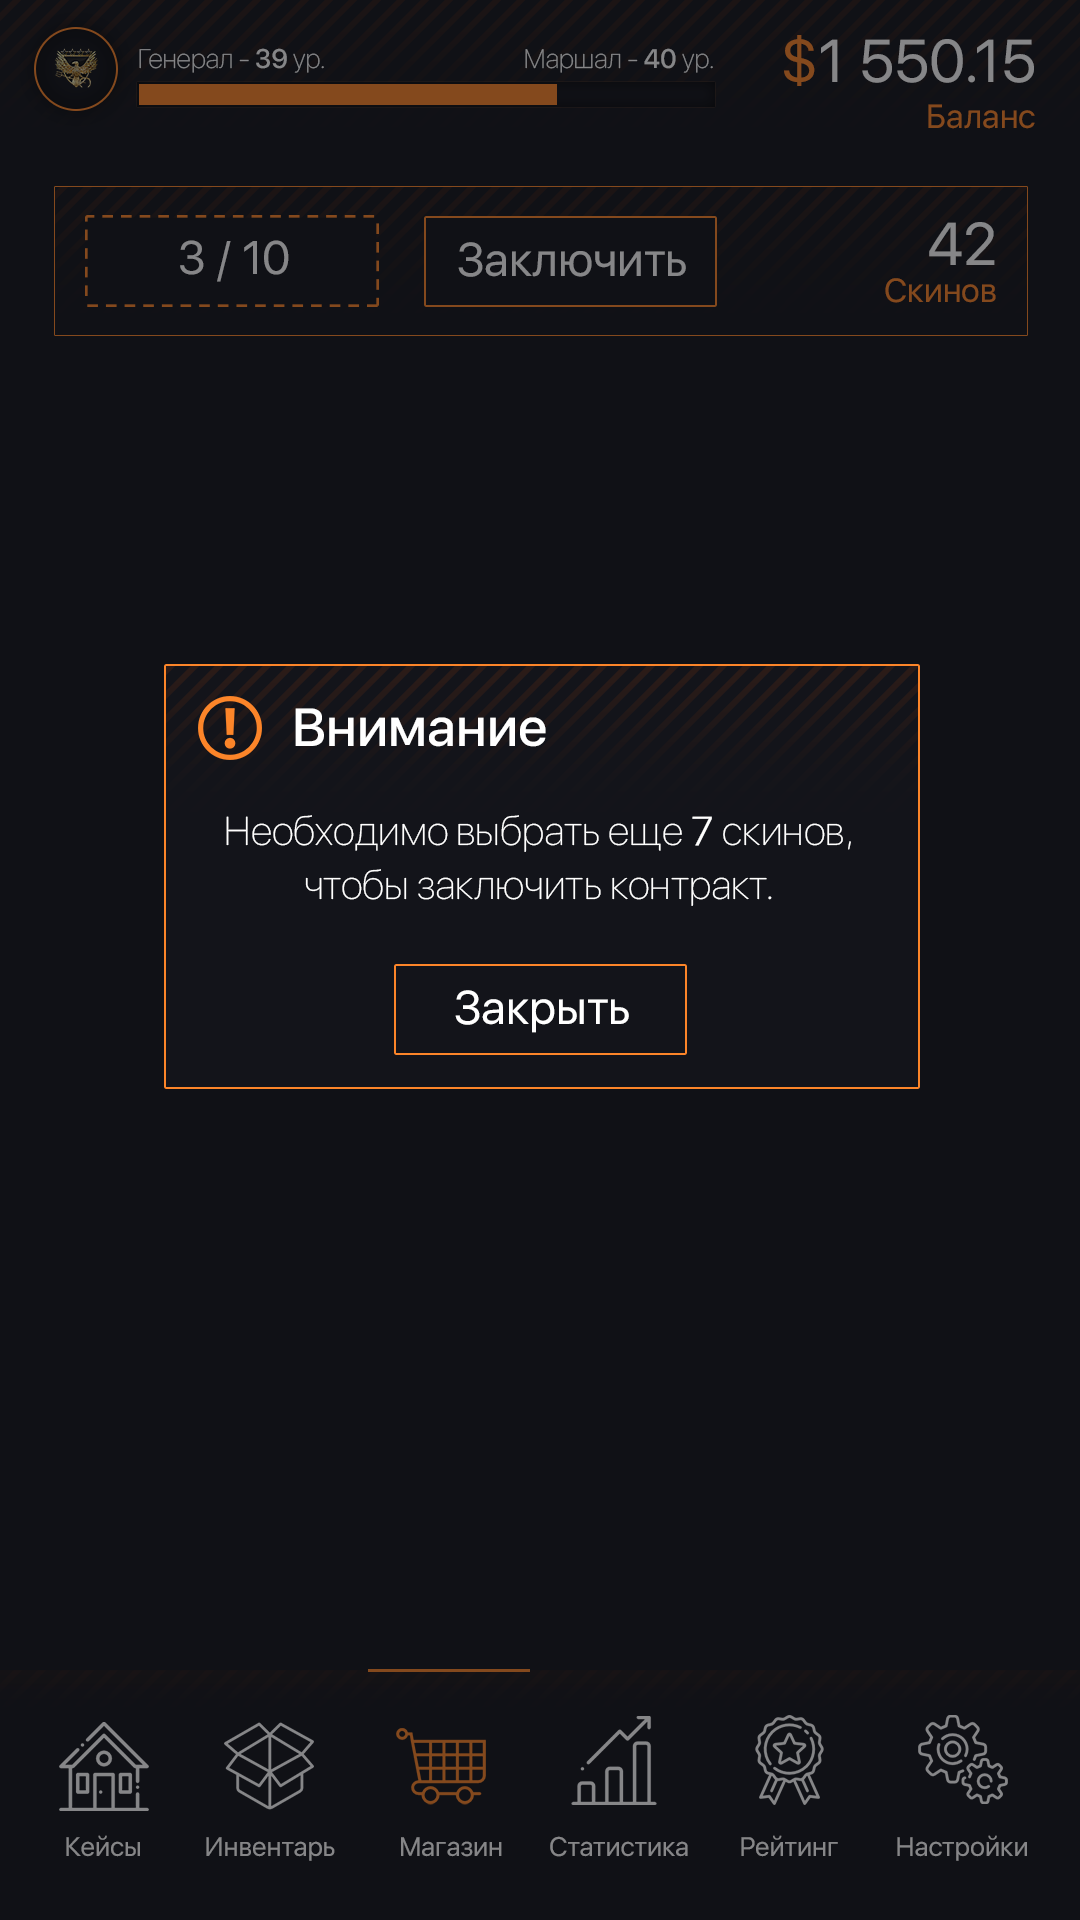 Генерал - 39 ур.
Маршал - 40 ур.
$1 550.15
Баланс
3 / 10
Заключить
42
Скинов
Внимание
Необходимо выбрать еще 7 скинов,
чтобы заключить контракт.
Закрыть
Кейсы
Инвентарь
Магазин
Статистика
Рейтинг
Настройки